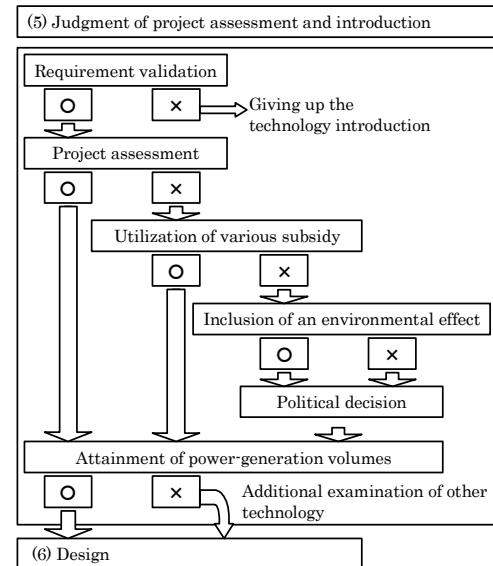 (5) Judgment of project assessment and introduction
Requirement validation
○ ×
Giving up the
technology introduction
Project assessment
○ ×
Utilization of various subsidy
○ ×
Inclusion of an environmental effect
○ ×
Political decision
Attainment of power-generation volumes
○ ×
Additional examination of other
technology
(6) Design